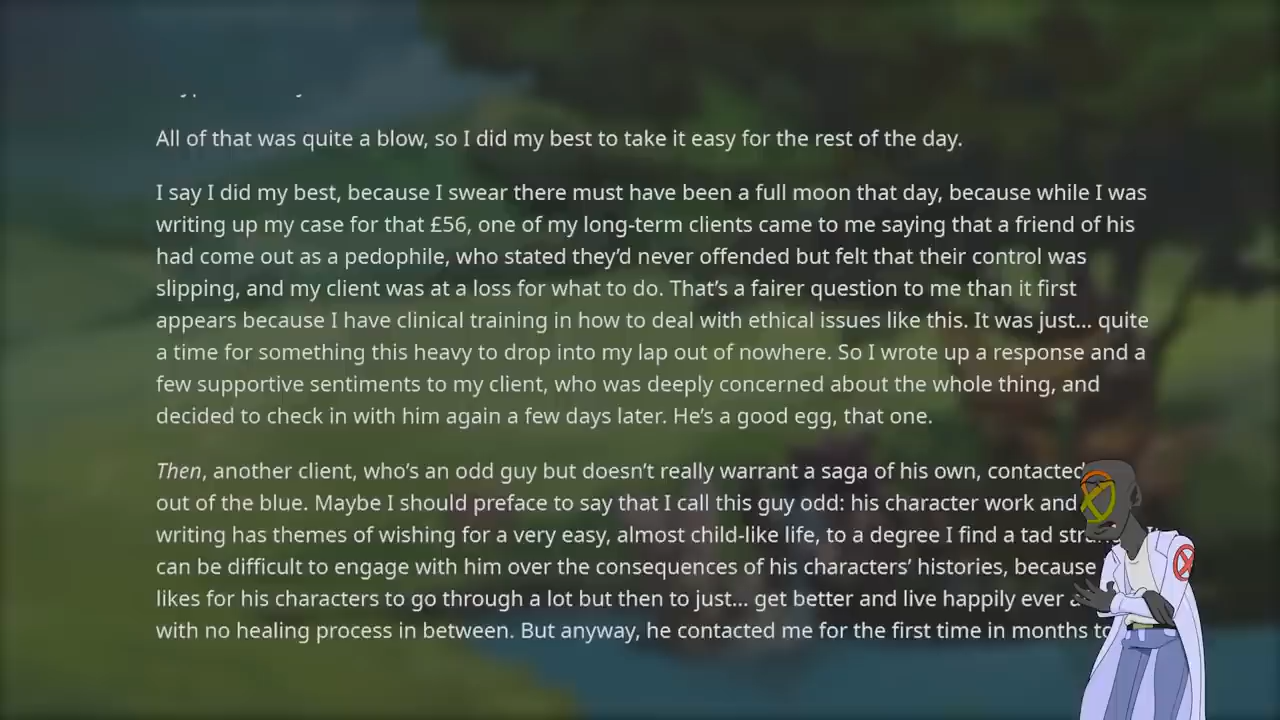 All of that was quite a blow, so I did my best to take it easy for the rest of the day.
I say I did my best, because I swear there must have been a full moon that day, because while I was
writing up my case for that £56, one of my long-term clients came to me saying that a friend of his
had come out as a pedophile, who stated they’d never offended but felt that their control was
slipping, and my client was at a loss for what to do. That’s a fairer question to me than it first
appears because I have clinical training in how to deal with ethical issues like this. It was just… quite
a time for something this heavy to drop into my lap out of nowhere. So I wrote up a response and a
few supportive sentiments to my client, who was deeply concerned about the whole thing, and
decided to check in with him again a few days later. He’s a good egg, that one.
Then, another client, who’s an odd guy but doesn’t really warrant a saga of his own, contacted
out of the blue. Maybe I should preface to say that I call this guy odd: his character work and
writing has themes of wishing for a very easy, almost child-like life, to a degree I find a tad
can be difficult to engage with him over the consequences of his characters’ histories, because
likes for his characters to go through a lot but then to just… get better and live happily ever
with no healing process in between. But anyway, he contacted me for the first time in months to